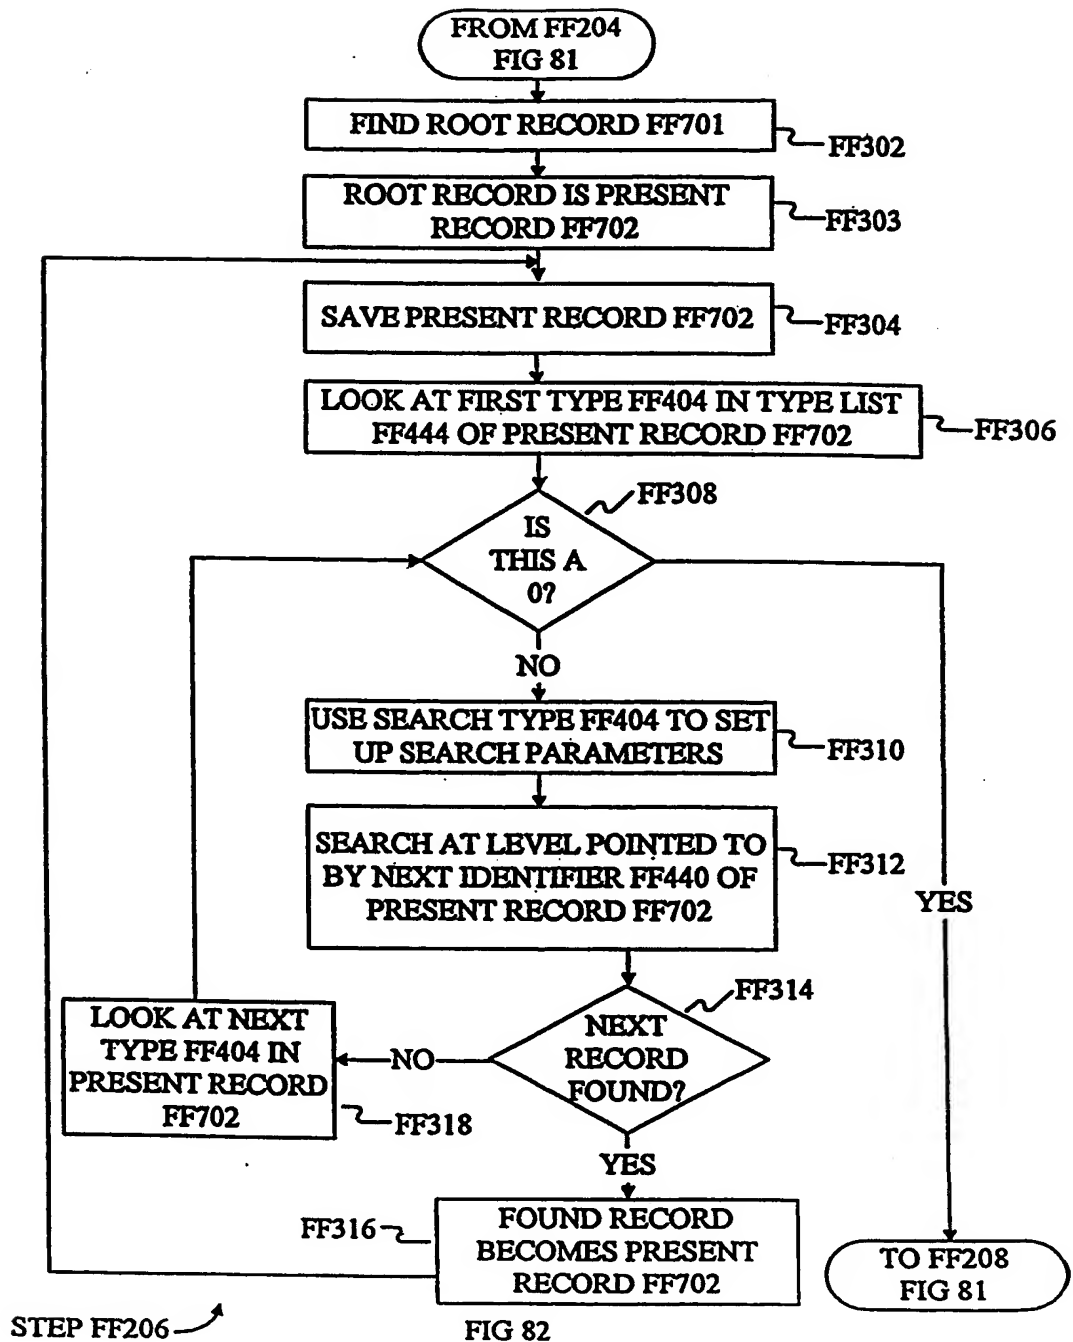 FROM FF204
FIG 81
FIND ROOT RECORD FF701
FF302
ROOT RECORD IS PRESENT
RECORD FF702
FF303
SAVE PRESENT RECORD FF702
FF304
LOOK AT FIRST TYPE FF404 IN TYPE LIST
FF444 OF PRESENT RECORD FF702
FF306
FF308
IS
THIS A
0?
NO
USE SEARCH TYPE FF404 TO SET
UP SEARCH PARAMETERS
FF310
SEARCH AT LEVEL POINTED TO
BY NEXT IDENTIFIER FF440 OF
PRESENT RECORD FF702
FF312
YES
FF314
NEXT
RECORD
FOUND?
NO
LOOK AT NEXT
TYPE FF404 IN
PRESENT RECORD
FF702
FF318
YES
FF316
FOUND RECORD
BECOMES PRESENT
RECORD FF702
TO FF208
FIG 81
STEP FF206
FIG 82